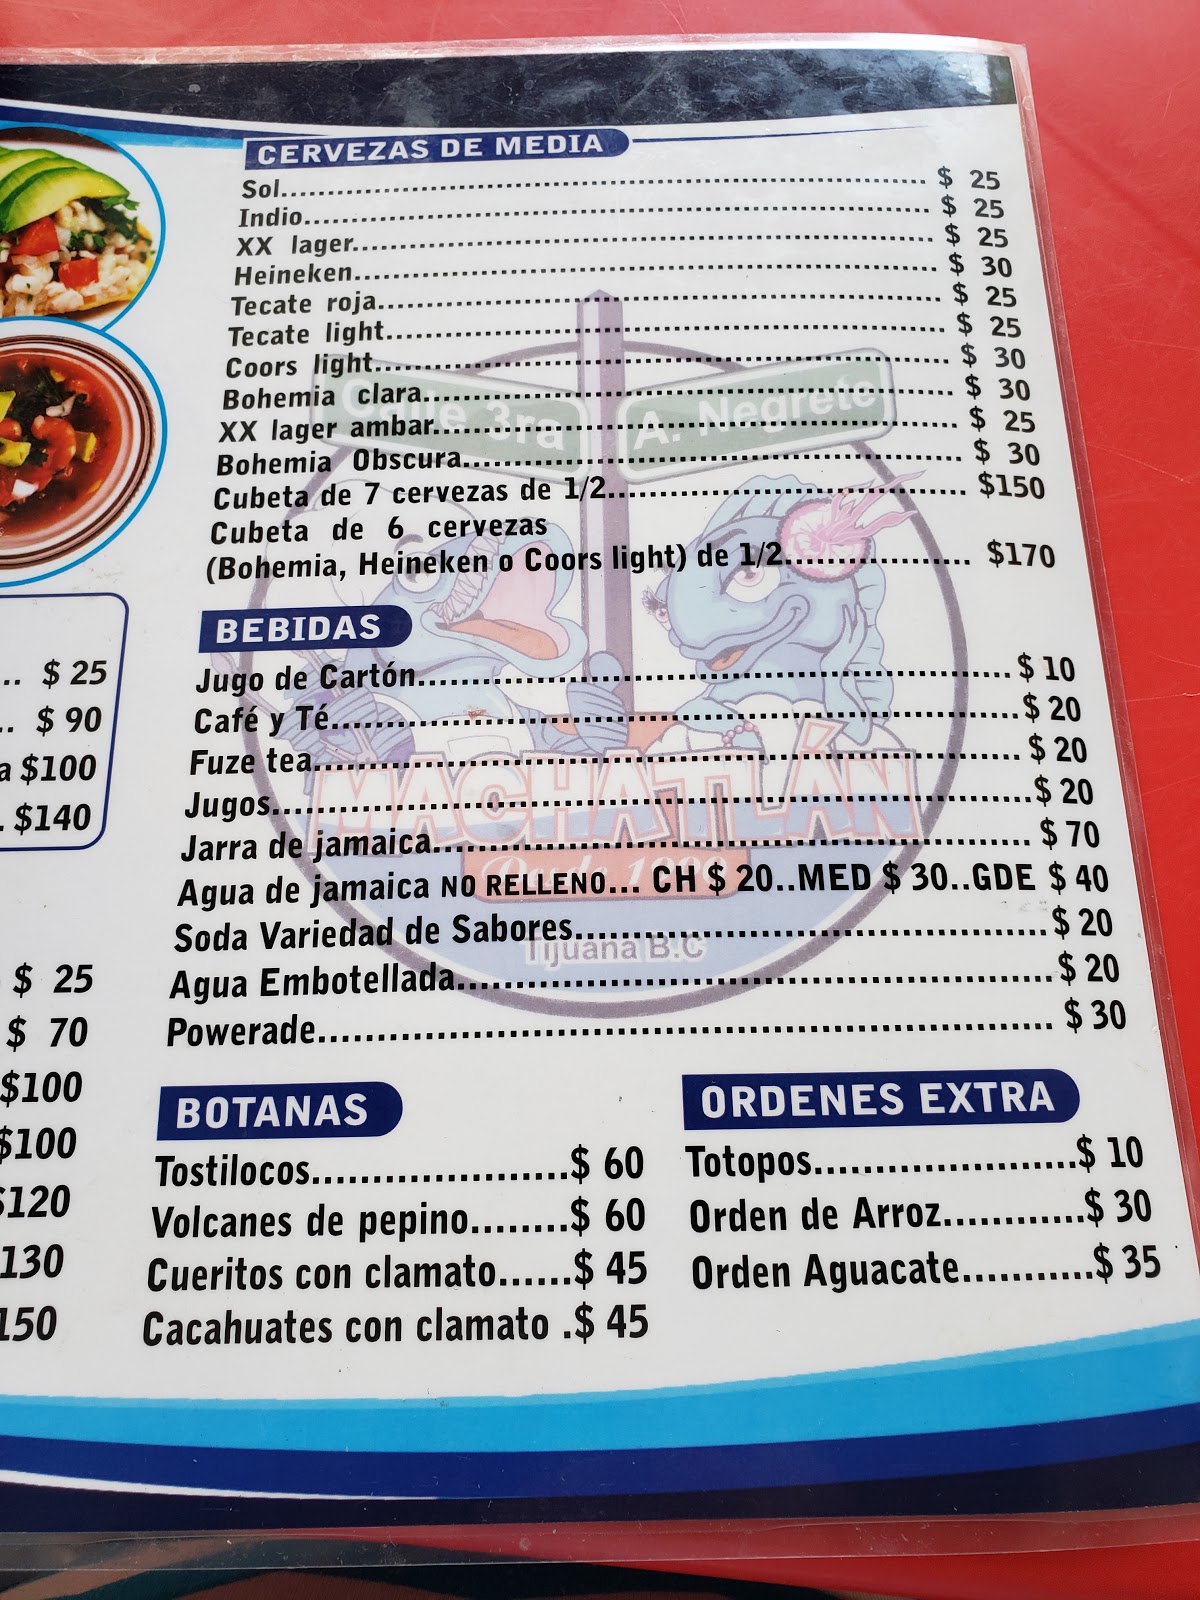 CERVEZAS DE MEDIA
Sol.......... $ 25
Indio.......... $ 25
XX lager.......... $ 25
Heineken.......... $ 30
Tecate roja.......... $ 25
Tecate light.......... $ 25
Coors light.......... $ 30
Bohemia clara.......... $ 30
XX lager ambar.......... $ 25
Bohemia Obscura.......... $ 30
Cubeta de 7 cervezas de 1/2.......... $150
Cubeta de 6 cervezas
(Bohemia, Heineken o Coors light) de 1/2.......... $170
BEBIDAS
Jugo de Cartón.......... $ 10
Café y Té.......... $ 20
Fuze tea.......... $ 20
Jugos.......... $ 20
Jarra de jamaica.......... $ 70
Agua de jamaica NO RELLENO... CH $ 20..MED $ 30..GDE $ 40
Soda Variedad de Sabores.......... $ 20
Agua Embotellada.......... $ 20
Powerade.......... $ 30
BOTANAS
Tostilocos.......... $ 60
Volcanes de pepino........ $ 60
Cueritos con clamato...... $ 45
Cacahuates con clamato .$ 45
ORDENES EXTRA
Totopos.......... $ 10
Orden de Arroz.......... $ 30
Orden Aguacate.......... $ 35
.. $ 25
.. $ 90
a $100
. $140
$ 25
$ 70
$100
$100
$120
130
150
Calle 3ra
A. Negrete
MACHATLÁN
Desde 1990
Tijuana B.C